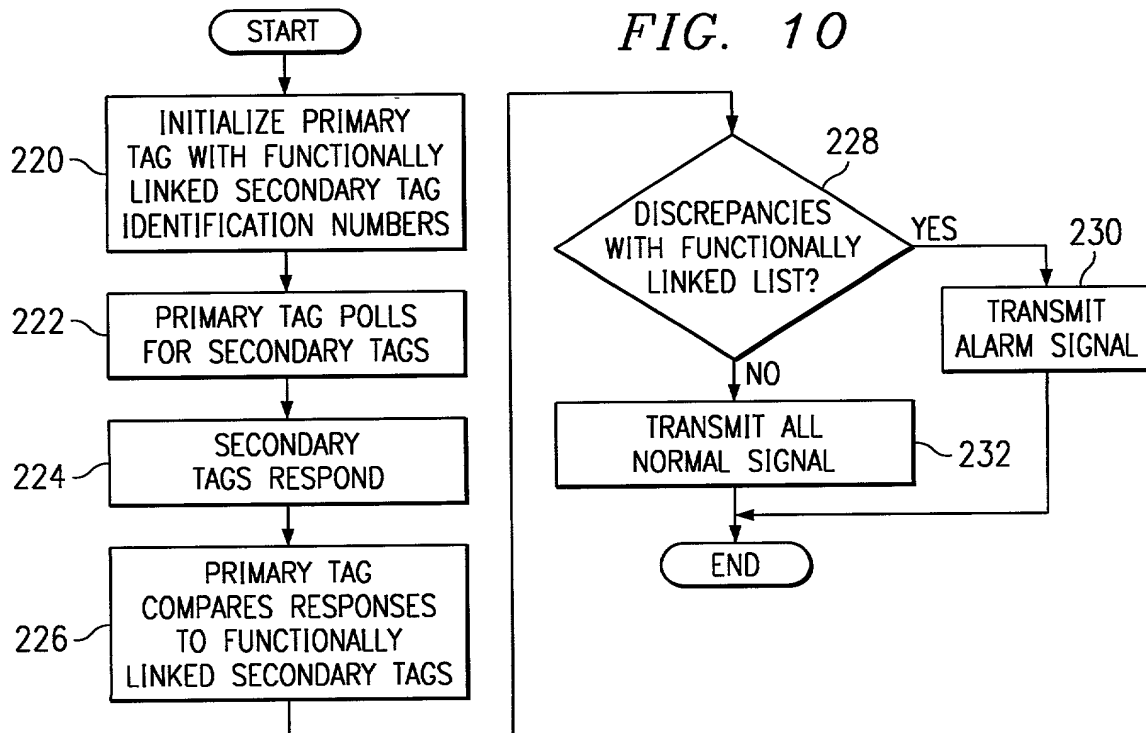 FIG. 10
START
220
INITIALIZE PRIMARY
TAG WITH FUNCTIONALLY
LINKED SECONDARY TAG
IDENTIFICATION NUMBERS
222
PRIMARY TAG POLLS
FOR SECONDARY TAGS
224
SECONDARY
TAGS RESPOND
226
PRIMARY TAG
COMPARES RESPONSES
TO FUNCTIONALLY
LINKED SECONDARY TAGS
228
DISCREPANCIES
WITH FUNCTIONALLY
LINKED LIST?
YES
230
TRANSMIT
ALARM SIGNAL
NO
TRANSMIT ALL
NORMAL SIGNAL
232
END